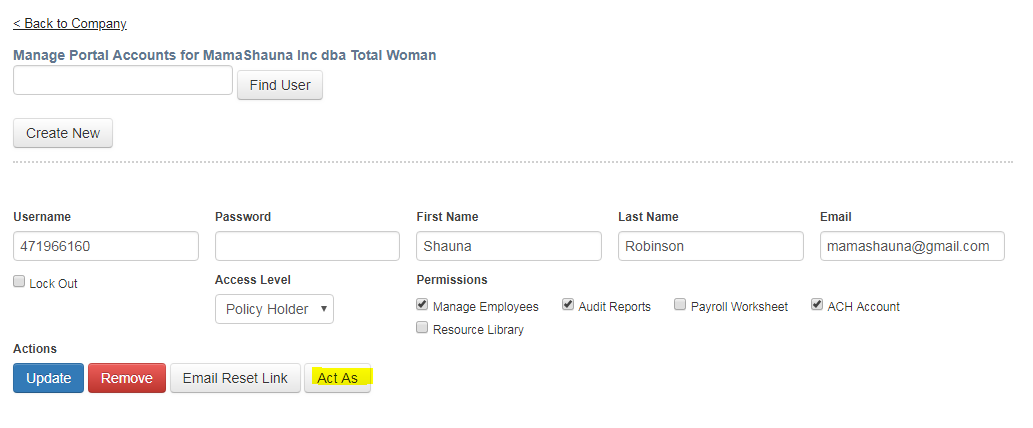 < Back to Company
Manage Portal Accounts for MamaShauna Inc dba Total Woman
Find User
Create New
Username Password First Name Last Name Email
471966160 Shauna Robinson mamashauna@gmail.com
Lock Out Access Level Permissions
Policy Holder Manage Employees Audit Reports Payroll Worksheet ACH Account
Resource Library
Actions
Update Remove Email Reset Link Act As